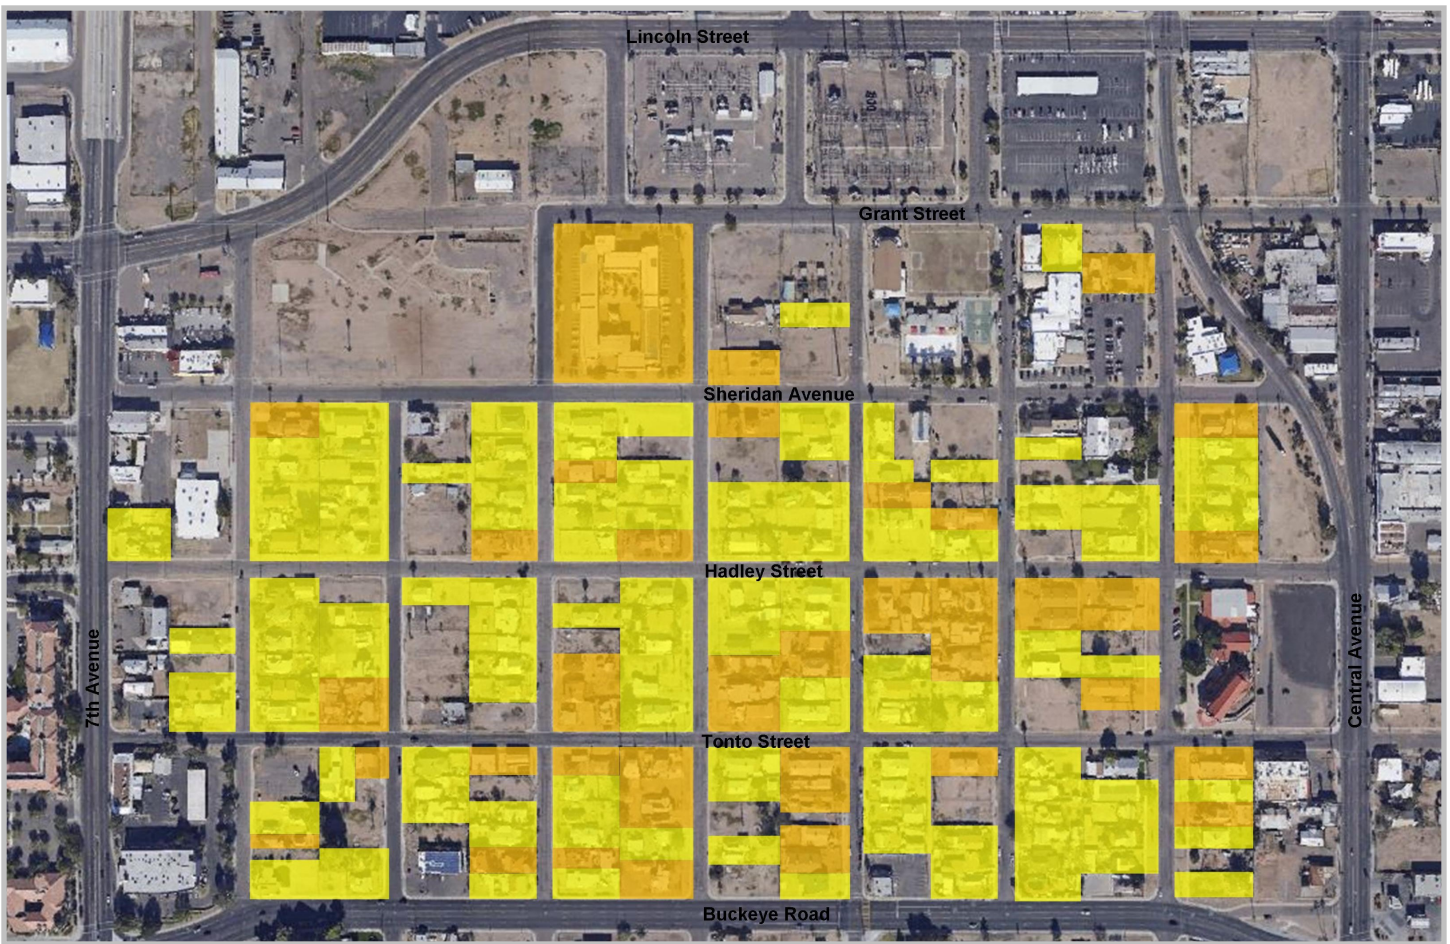 Lincoln Street
Grant Street
Sheridan Avenue
Hadley Street
7th Avenue
Central Avenue
Tonto Street
Buckeye Road